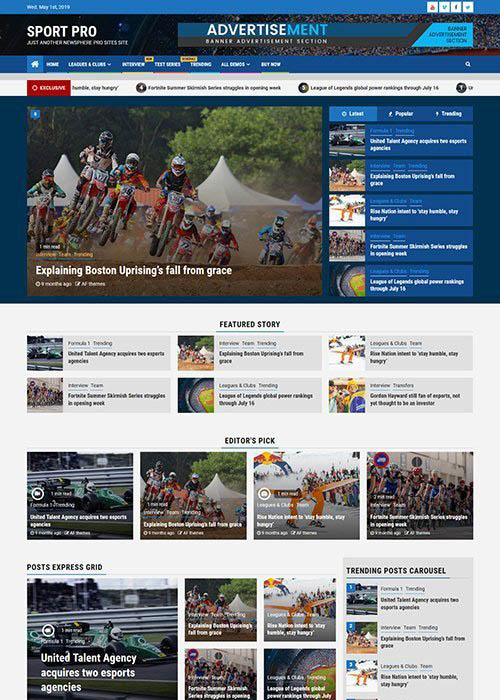 Wed. May 1st, 2019
SPORT PRO
JUST ANOTHER NEWSPHERE PRO SITES SITE
ADVERTISEMENT
BANNER ADVERTISEMENT SECTION
BANNER
ADVERTISEMENT
SECTION
HOME
LEAGUES & CLUBS
INTERVIEW
TEST SERIES
TRENDING
ALL DEMOS
BUY NOW
EXCLUSIVE
humble, stay hungry'
4
Fortnite Summer Skirmish Series struggles in opening week
5
League of Legends global power rankings through July 16
1
1 min read
Interview Team Trending
Explaining Boston Uprising's fall from grace
9 months ago AF themes
Latest
Popular
Trending
Formula 1 Trending
United Talent Agency acquires two esports
agencies
Interview Team Trending
Explaining Boston Uprising's fall from
grace
Leagues & Clubs Team
Rise Nation intent to 'stay humble, stay
hungry'
Interview Team
Fortnite Summer Skirmish Series struggles
in opening week
Leagues & Clubs Trending
League of Legends global power rankings
through July 16
FEATURED STORY
Formula 1 Trending
United Talent Agency acquires two esports
agencies
Interview Team Trending
Explaining Boston Uprising's fall from
grace
Leagues & Clubs Team
Rise Nation intent to 'stay humble, stay
hungry'
Interview Team
Fortnite Summer Skirmish Series struggles
in opening week
Leagues & Clubs Trending
League of Legends global power rankings
through July 16
Interview Transfers
Gordon Hayward still fan of esports, not
yet thought to be an investor
EDITOR'S PICK
1 min read
Formula 1 Trending
United Talent Agency acquires two esports
agencies
9 months ago AF themes
1 min read
Interview Team Trending
Explaining Boston Uprising's fall from grace
9 months ago AF themes
1 min read
Leagues & Clubs Team
Rise Nation intent to 'stay humble, stay
hungry'
9 months ago AF themes
2 min read
Interview Team
Fortnite Summer Skirmish Series struggles
in opening week
9 months ago AF themes
POSTS EXPRESS GRID
1 min read
Formula 1 Trending
United Talent Agency
acquires two esports
agencies
Interview Team Trending
Explaining Boston Uprising's
fall from grace
Leagues & Clubs Team
Rise Nation intent to 'stay
humble, stay hungry'
Interview Team
Fortnite Summer Skirmish
Leagues & Clubs Trending
League of Legends global
TRENDING POSTS CAROUSEL
1
Formula 1 Trending
United Talent Agency acquires two
esports agencies
2
Interview Team Trending
Explaining Boston Uprising's fall
from grace
3
Leagues & Clubs Team
Rise Nation intent to 'stay humble,
stay hungry'